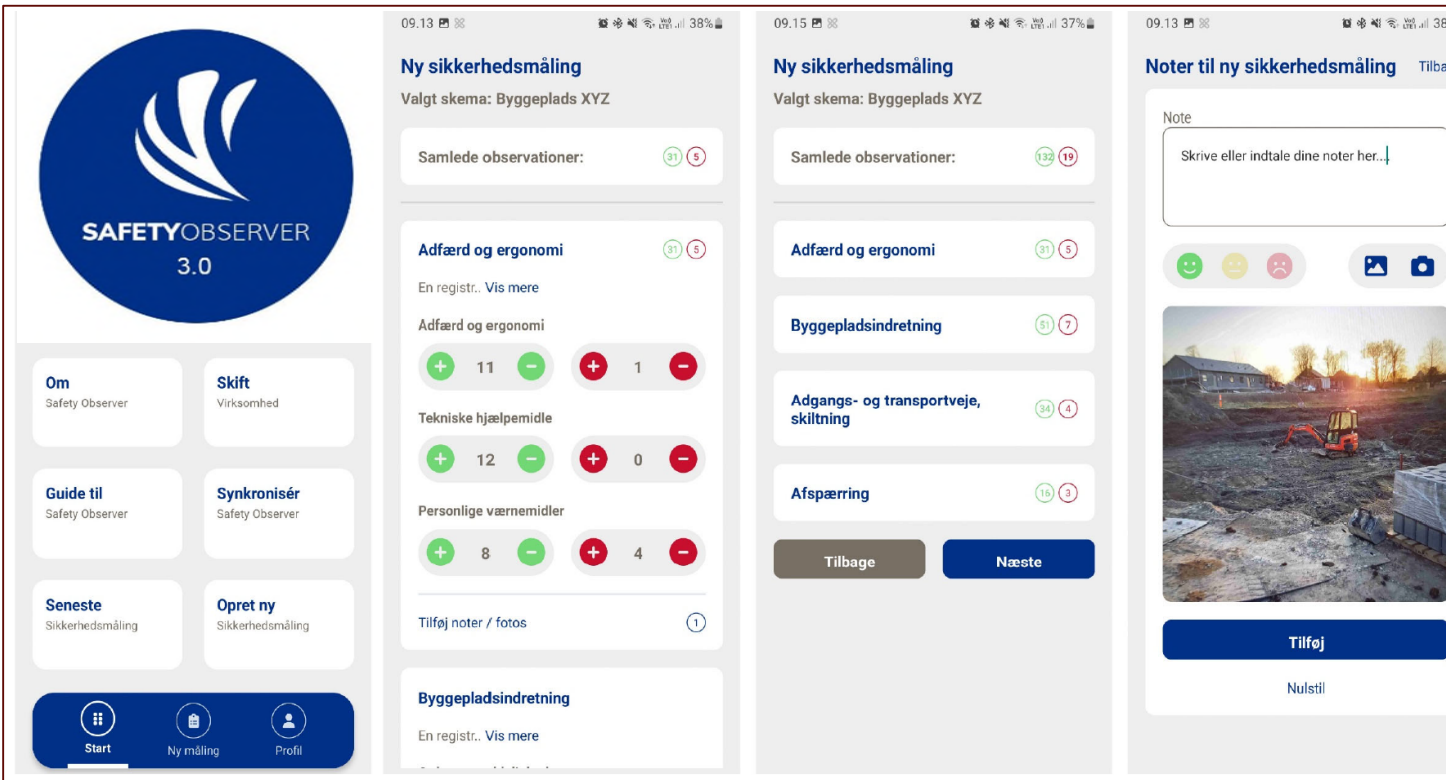 SAFETYOBSERVER
3.0
Om
Safety Observer
Skift
Virksomhed
Guide til
Safety Observer
Synkronisér
Safety Observer
Seneste
Sikkerhedsmåling
Opret ny
Sikkerhedsmåling
Start
Ny måling
Profil
09.13
38%
Ny sikkerhedsmåling
Valgt skema: Byggeplads XYZ
Samlede observationer: 31 5
Adfærd og ergonomi 31 5
En registr.. Vis mere
Adfærd og ergonomi
+ 11 − + 1 −
Tekniske hjælpemidle
+ 12 − + 0 −
Personlige værnemidler
+ 8 − + 4 −
Tilføj noter / fotos 1
Byggepladsindretning
En registr.. Vis mere
09.15
37%
Ny sikkerhedsmåling
Valgt skema: Byggeplads XYZ
Samlede observationer: 132 19
Adfærd og ergonomi 31 5
Byggepladsindretning 51 7
Adgangs- og transportveje,
skiltning 34 4
Afspærring 16 3
Tilbage Næste
09.13
38
Noter til ny sikkerhedsmåling Tilba
Note
Skrive eller indtale dine noter her...
Tilføj
Nulstil